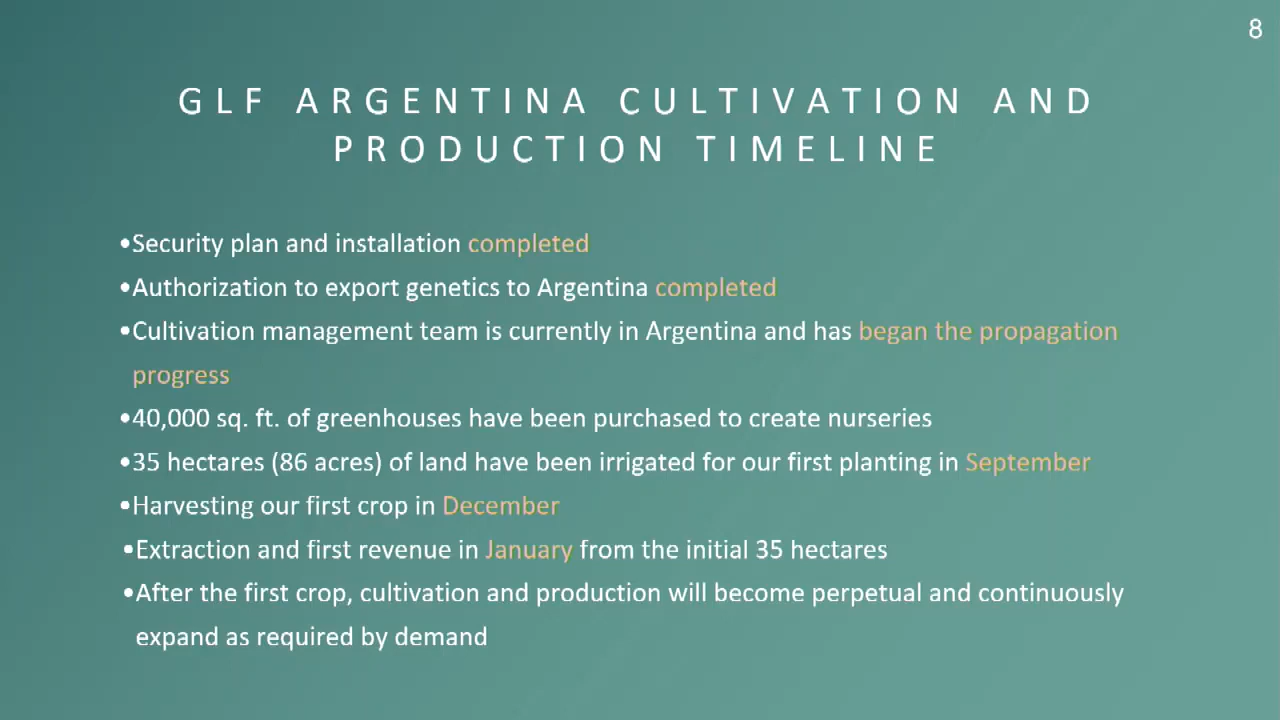 8
GLF ARGENTINA CULTIVATION AND
PRODUCTION TIMELINE
•Security plan and installation completed
•Authorization to export genetics to Argentina completed
•Cultivation management team is currently in Argentina and has began the propagation
progress
•40,000 sq. ft. of greenhouses have been purchased to create nurseries
•35 hectares (86 acres) of land have been irrigated for our first planting in September
•Harvesting our first crop in December
•Extraction and first revenue in January from the initial 35 hectares
•After the first crop, cultivation and production will become perpetual and continuously
expand as required by demand